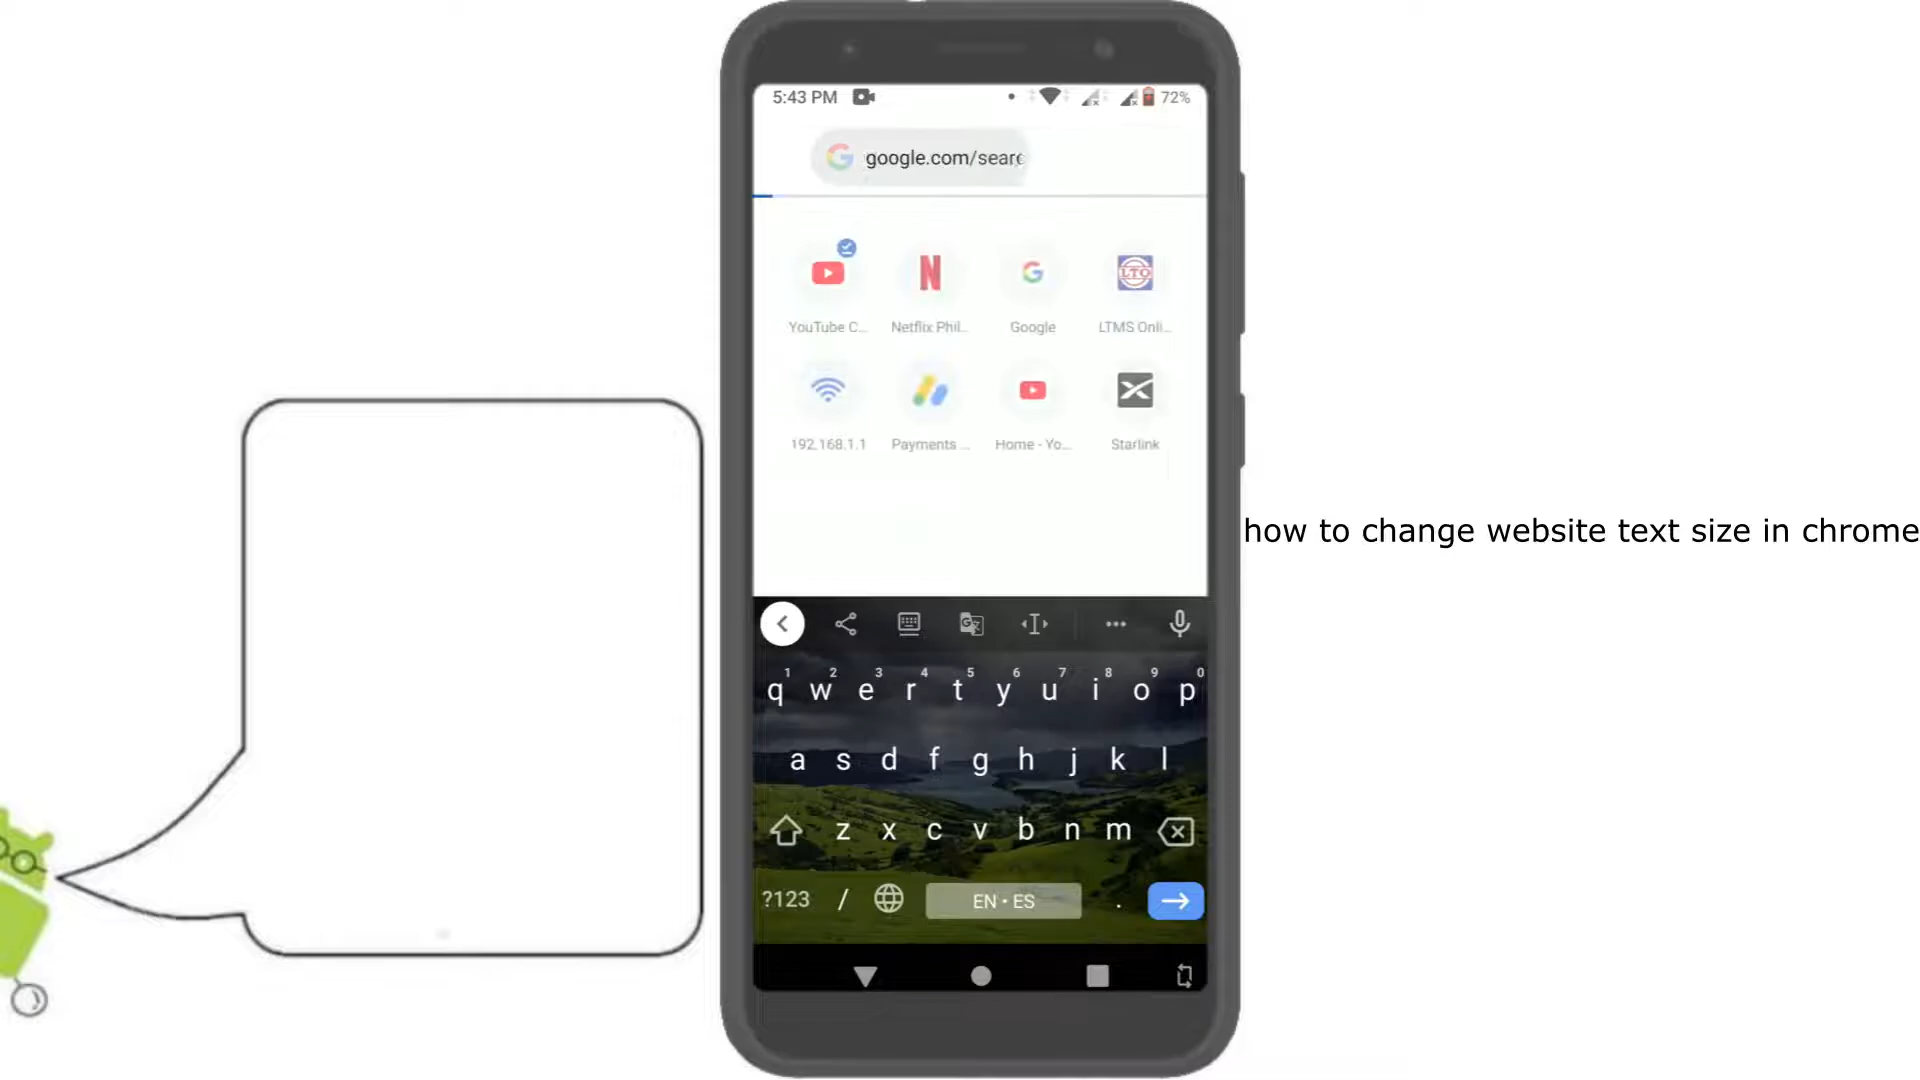 5:43 PM
72%
google.com/sear
YouTube C...
Netflix Phil...
Google
LTO
LTMS Onli...
192.168.1.1
Payments ...
Home - Yo...
Starlink
how to change website text size in chrome
1 2 3 4 5 6 7 8 9 0
q w e r t y u i o p
a s d f g h j k l
z x c v b n m
?123 / EN • ES .